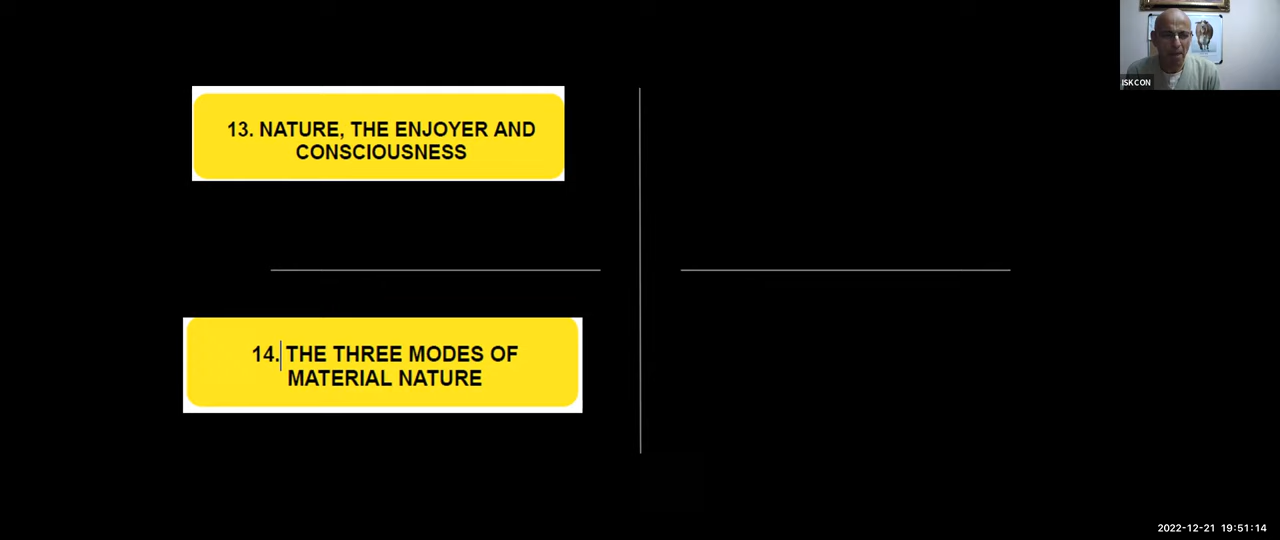 ISKCON
13. NATURE, THE ENJOYER AND
CONSCIOUSNESS
14. THE THREE MODES OF
MATERIAL NATURE
2022-12-21 19:51:14